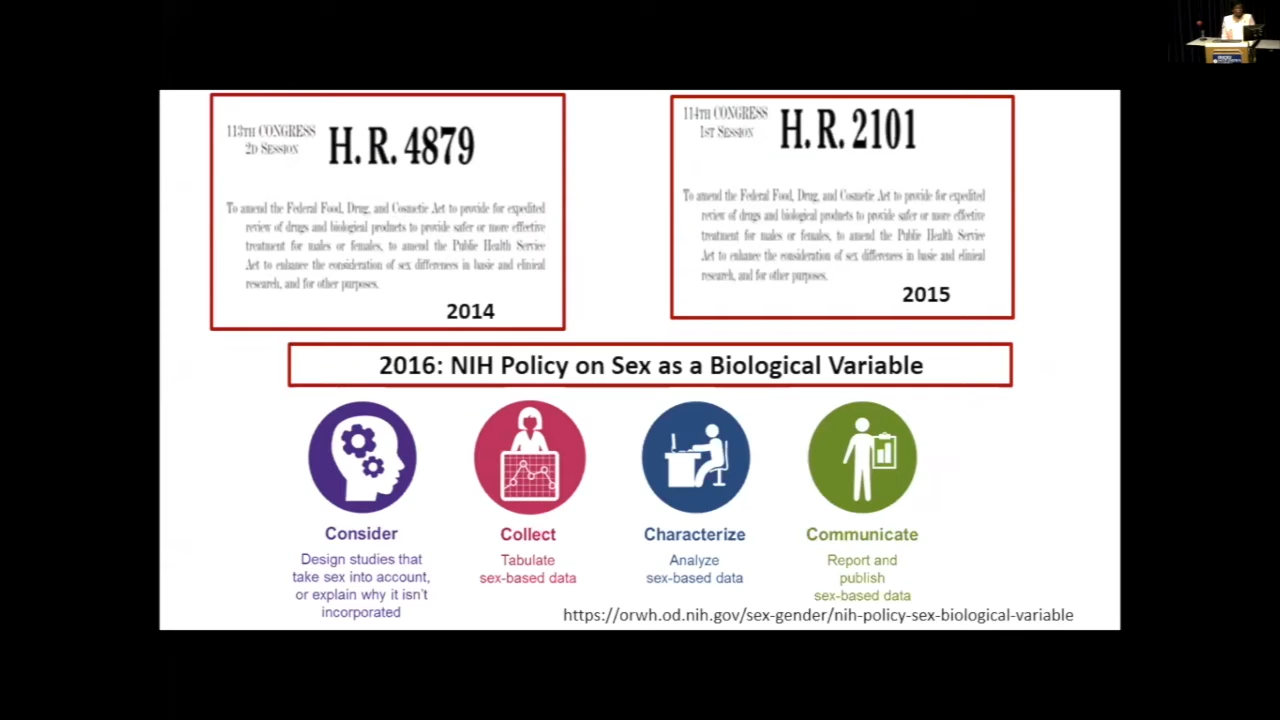 113TH CONGRESS
2D SESSION
H. R. 4879
To amend the Federal Food, Drug, and Cosmetic Act to provide for expedited
review of drugs and biological products to provide safer or more effective
treatment for males or females, to amend the Public Health Service
Act to enhance the consideration of sex differences in basic and clinical
research, and for other purposes.
2014
114TH CONGRESS
1ST SESSION
H. R. 2101
To amend the Federal Food, Drug, and Cosmetic Act to provide for expedited
review of drugs and biological products to provide safer or more effective
treatment for males or females, to amend the Public Health Service
Act to enhance the consideration of sex differences in basic and clinical
research, and for other purposes.
2015
2016: NIH Policy on Sex as a Biological Variable
Consider
Design studies that
take sex into account,
or explain why it isn't
incorporated
Collect
Tabulate
sex-based data
Characterize
Analyze
sex-based data
Communicate
Report and
publish
sex-based data
https://orwh.od.nih.gov/sex-gender/nih-policy-sex-biological-variable